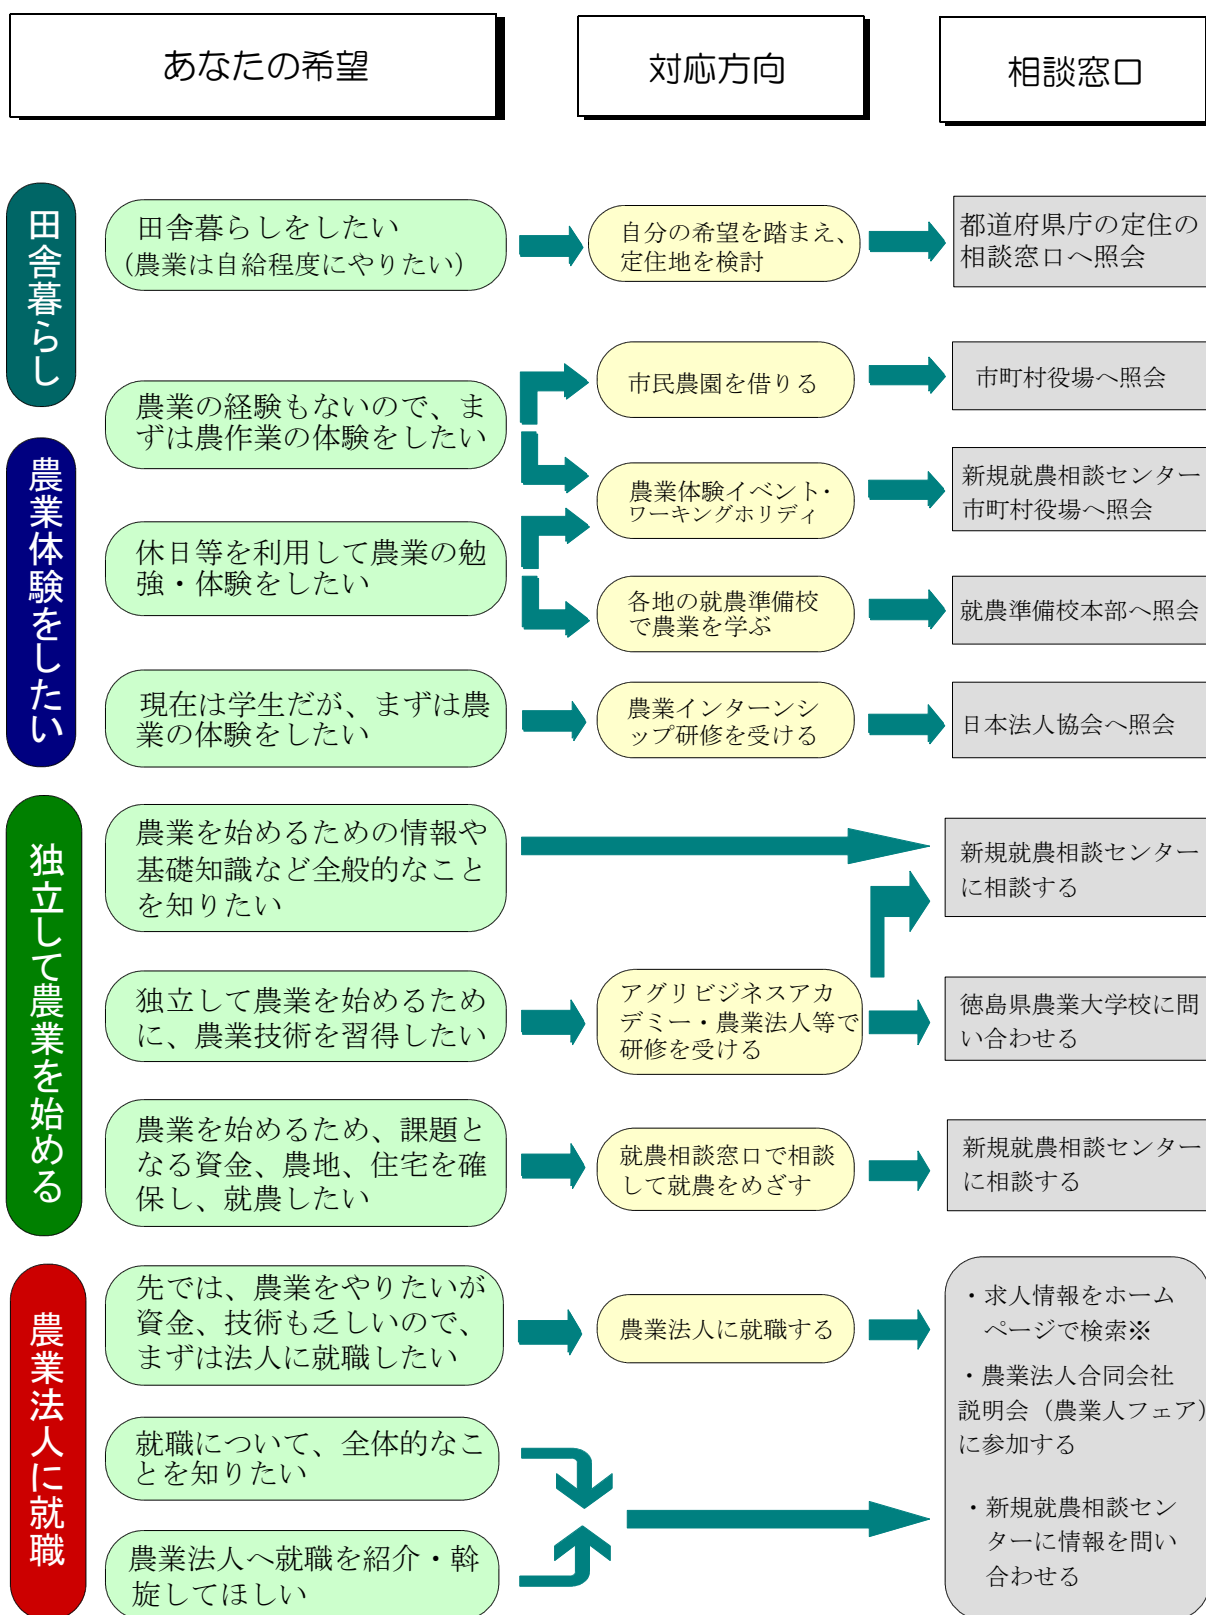 あなたの希望
対応方向
相談窓口
田舎暮らし
田舎暮らしをしたい
(農業は自給程度にやりたい)
自分の希望を踏まえ、
定住地を検討
都道府県庁の定住の
相談窓口へ照会
農業体験をしたい
農業の経験もないので、ま
ずは農作業の体験をしたい
市民農園を借りる
市町村役場へ照会
農業体験イベント・
ワーキングホリディ
新規就農相談センター
市町村役場へ照会
休日等を利用して農業の勉
強・体験をしたい
各地の就農準備校
で農業を学ぶ
就農準備校本部へ照会
現在は学生だが、まずは農
業の体験をしたい
農業インターンシ
ップ研修を受ける
日本法人協会へ照会
独立して農業を始める
農業を始めるための情報や
基礎知識など全般的なこと
を知りたい
新規就農相談センター
に相談する
独立して農業を始めるため
に、農業技術を習得したい
アグリビジネスアカ
デミー・農業法人等で
研修を受ける
徳島県農業大学校に問
い合わせる
農業を始めるため、課題と
なる資金、農地、住宅を確
保し、就農したい
就農相談窓口で相談
して就農をめざす
新規就農相談センター
に相談する
農業法人に就職
先では、農業をやりたいが
資金、技術も乏しいので、
まずは法人に就職したい
農業法人に就職する
・求人情報をホーム
ページで検索※
・農業法人合同会社
説明会（農業人フェア）
に参加する
・新規就農相談セン
ターに情報を問い
合わせる
就職について、全体的なこ
とを知りたい
農業法人へ就職を紹介・斡
旋してほしい